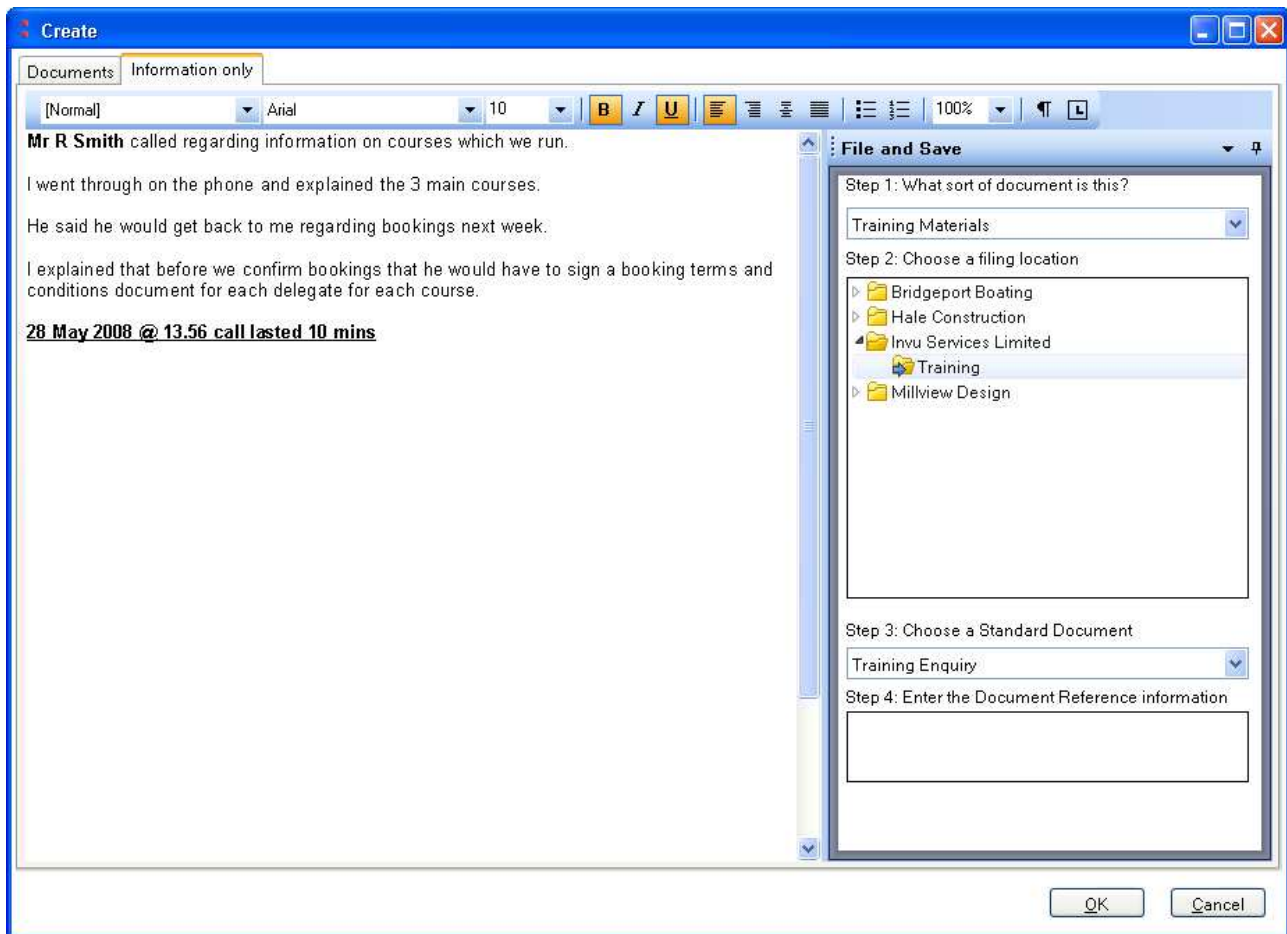 Create
Documents
Information only
[Normal]
Arial
10
B I U
100%
¶
L
Mr R Smith called regarding information on courses which we run.
I went through on the phone and explained the 3 main courses.
He said he would get back to me regarding bookings next week.
I explained that before we confirm bookings that he would have to sign a booking terms and
conditions document for each delegate for each course.
28 May 2008 @ 13.56 call lasted 10 mins
File and Save
Step 1: What sort of document is this?
Training Materials
Step 2: Choose a filing location
Bridgeport Boating
Hale Construction
Invu Services Limited
Training
Millview Design
Step 3: Choose a Standard Document
Training Enquiry
Step 4: Enter the Document Reference information
OK
Cancel